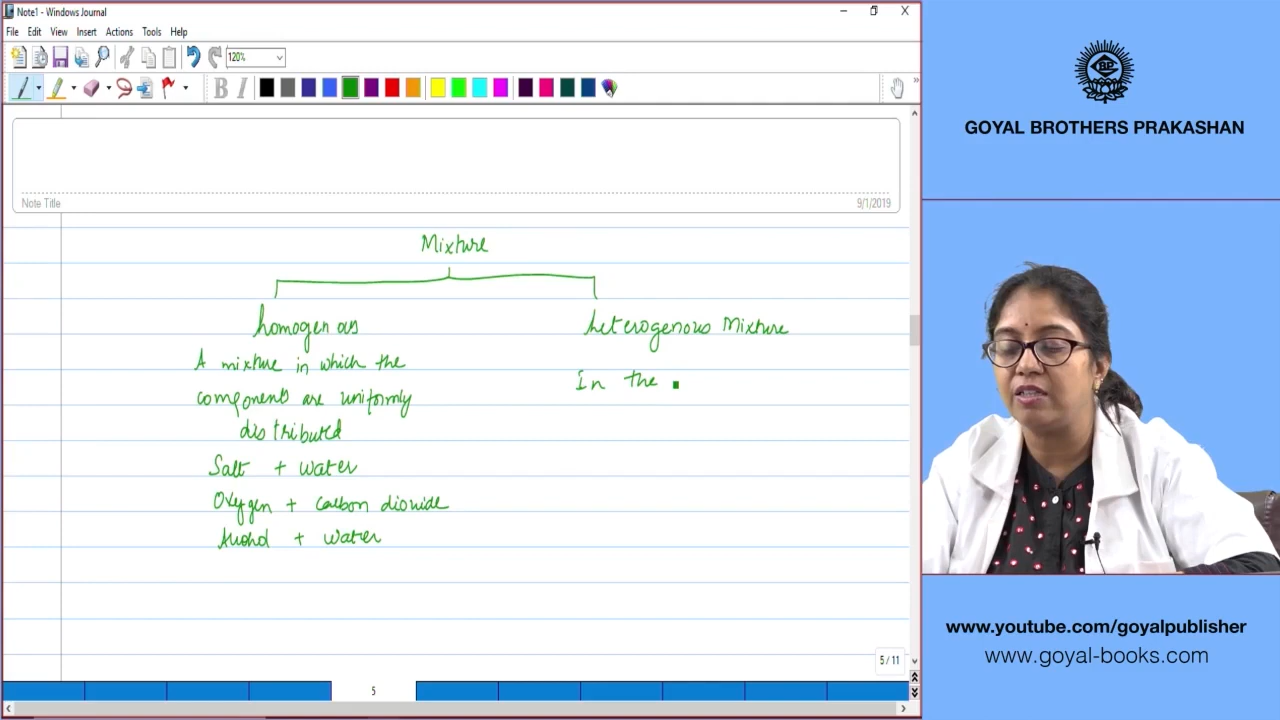 Note1 - Windows Journal
File Edit View Insert Actions Tools Help
120%
B I
GOYAL BROTHERS PRAKASHAN
Note Title
9/1/2019
Mixture
homogenous
heterogenous Mixture
A mixture in which the
components are uniformly
distributed
In the
Salt + water
Oxygen + carbon dioxide
Alcohol + water
5 / 11
5
www.youtube.com/goyalpublisher
www.goyal-books.com